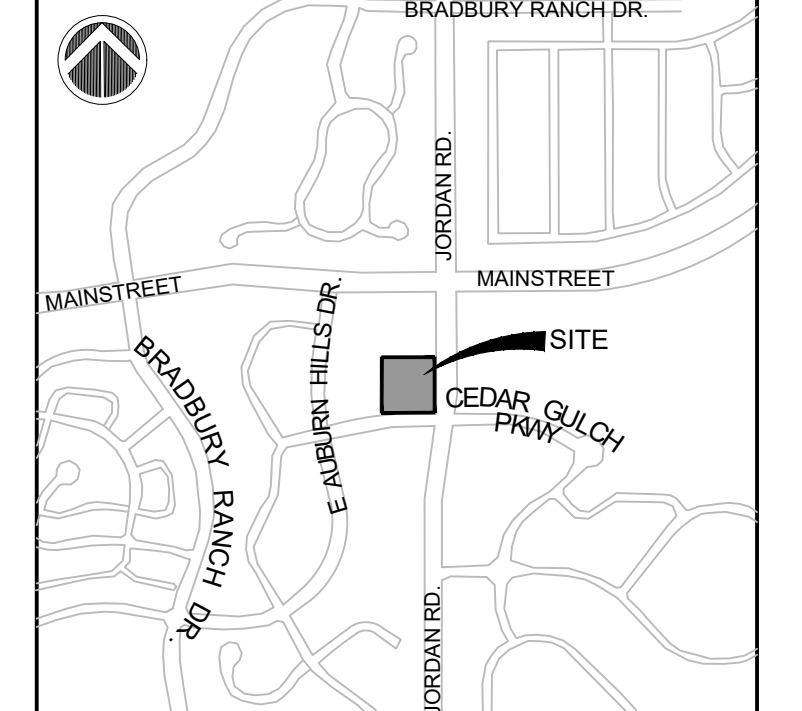 BRADBURY RANCH DR.
JORDAN RD.
MAINSTREET
MAINSTREET
E AUBURN HILLS DR.
SITE
BRADBURY RANCH DR.
CEDAR GULCH
PKWY
JORDAN RD.